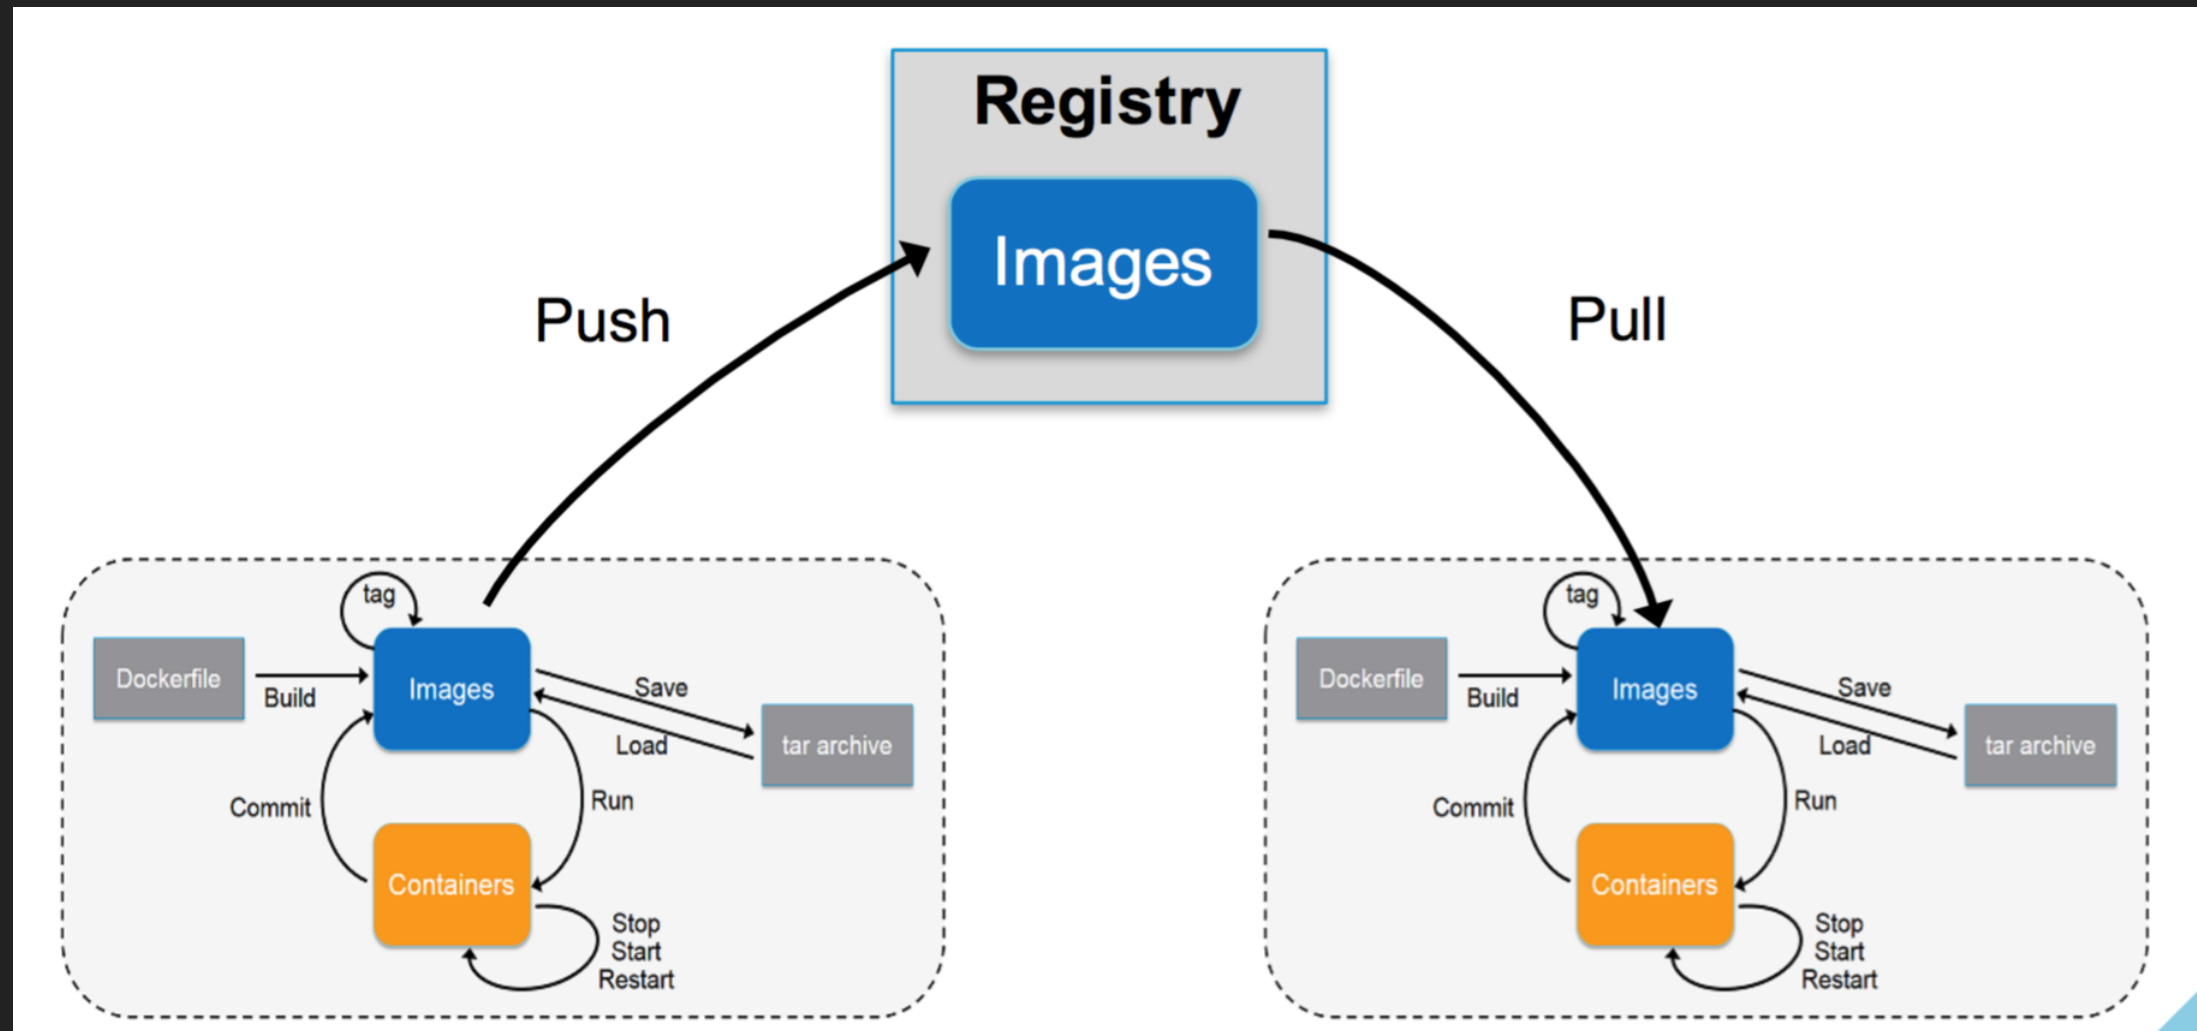 Registry
Images
Push
Pull
tag
Dockerfile
Build
Images
Save
Load
tar archive
Commit
Run
Containers
Stop
Start
Restart
tag
Dockerfile
Build
Images
Save
Load
tar archive
Commit
Run
Containers
Stop
Start
Restart